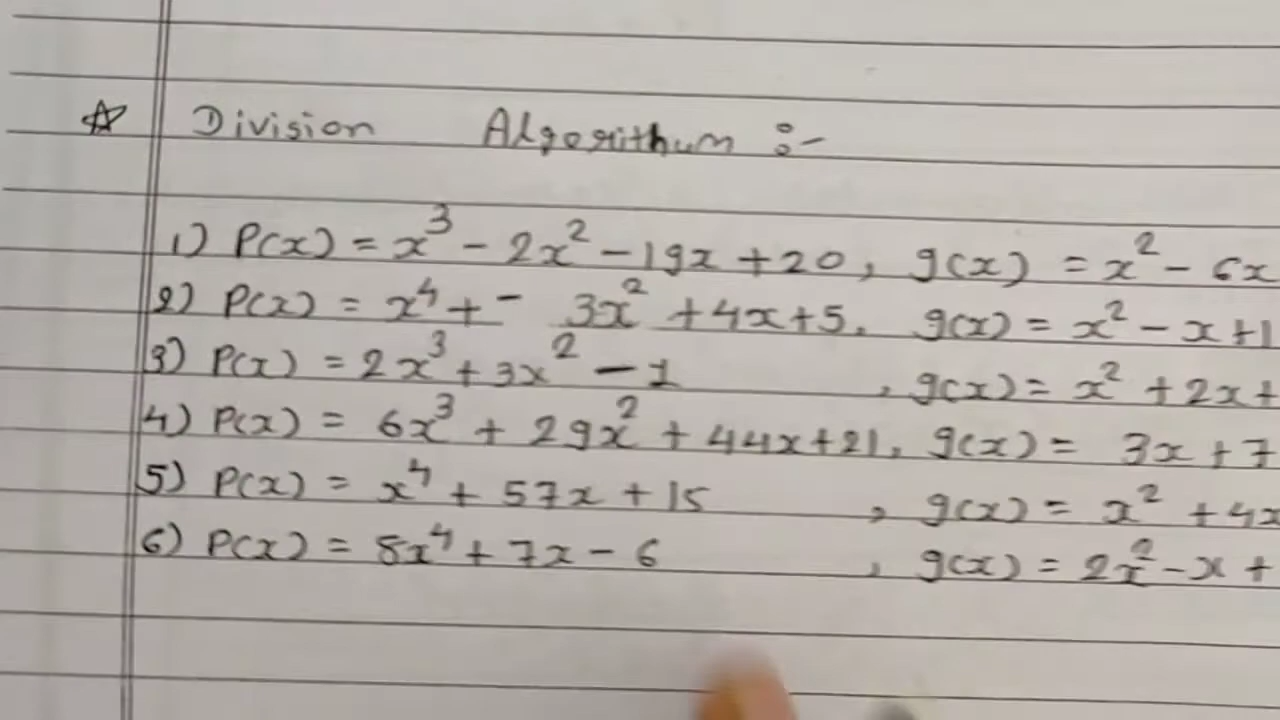 ☆ Division Algorithum :-
1) P(x) = x³ - 2x² - 19x + 20, g(x) = x² - 6x
2) P(x) = x⁴ + - 3x² + 4x + 5. g(x) = x² - x + 1
3) P(x) = 2x³ + 3x² - 1 , g(x) = x² + 2x +
4) P(x) = 6x³ + 29x² + 44x + 21, g(x) = 3x + 7
5) P(x) = x⁴ + 57x + 15 , g(x) = x² + 4x
6) P(x) = 8x⁴ + 7x - 6 , g(x) = 2x² - x +